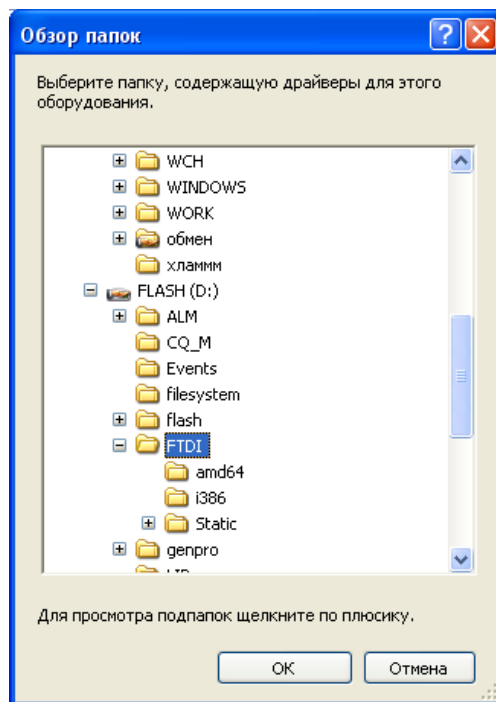 Обзор папок
Выберите папку, содержащую драйверы для этого
оборудования.
WCH
WINDOWS
WORK
обмен
хламмм
FLASH (D:)
ALM
CQ_M
Events
filesystem
flash
FTDI
amd64
i386
Static
genpro
Для просмотра подпапок щелкните по плюсику.
ОК
Отмена